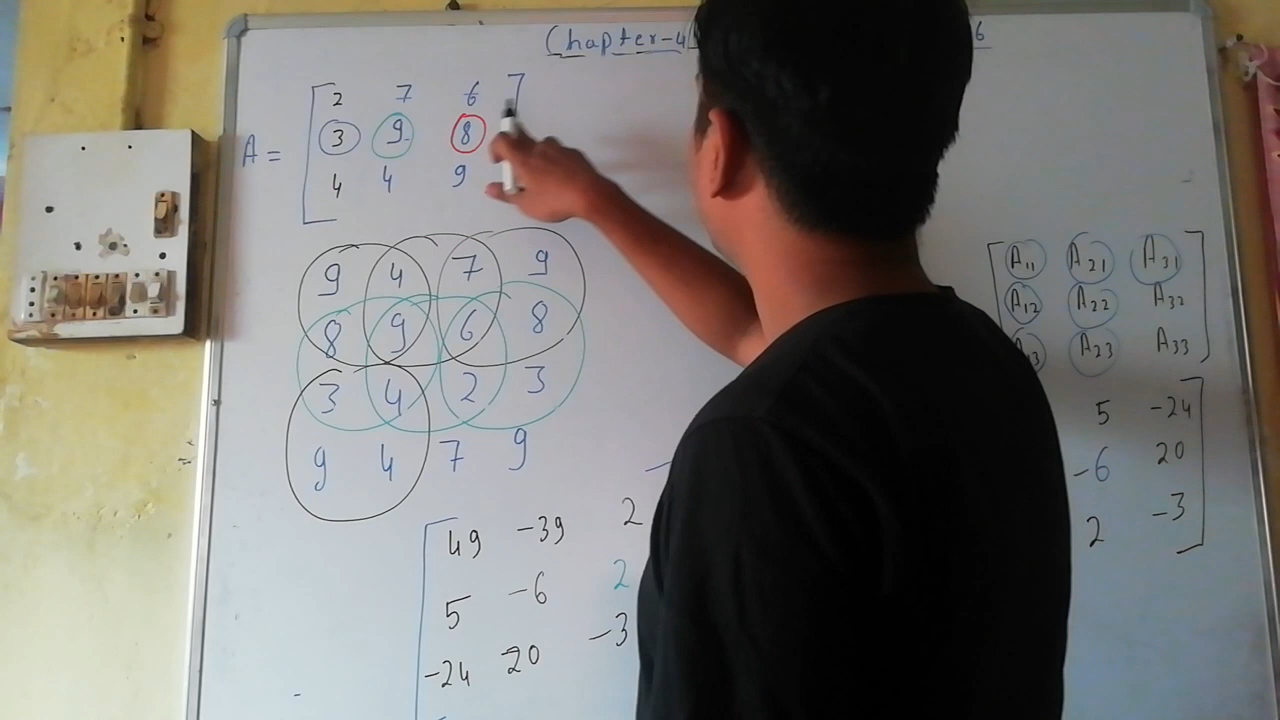 (Chapter-4 6
2 7 6
A = 3 9 8
4 4 9
9 4 7 9
8 9 6 8
3 4 2 3
9 4 7 9
A11 A21 A31
A12 A22 A32
A23 A33
5 -24
-6 20
2 -3
49 -39 2
5 -6 2
-24 20 -3